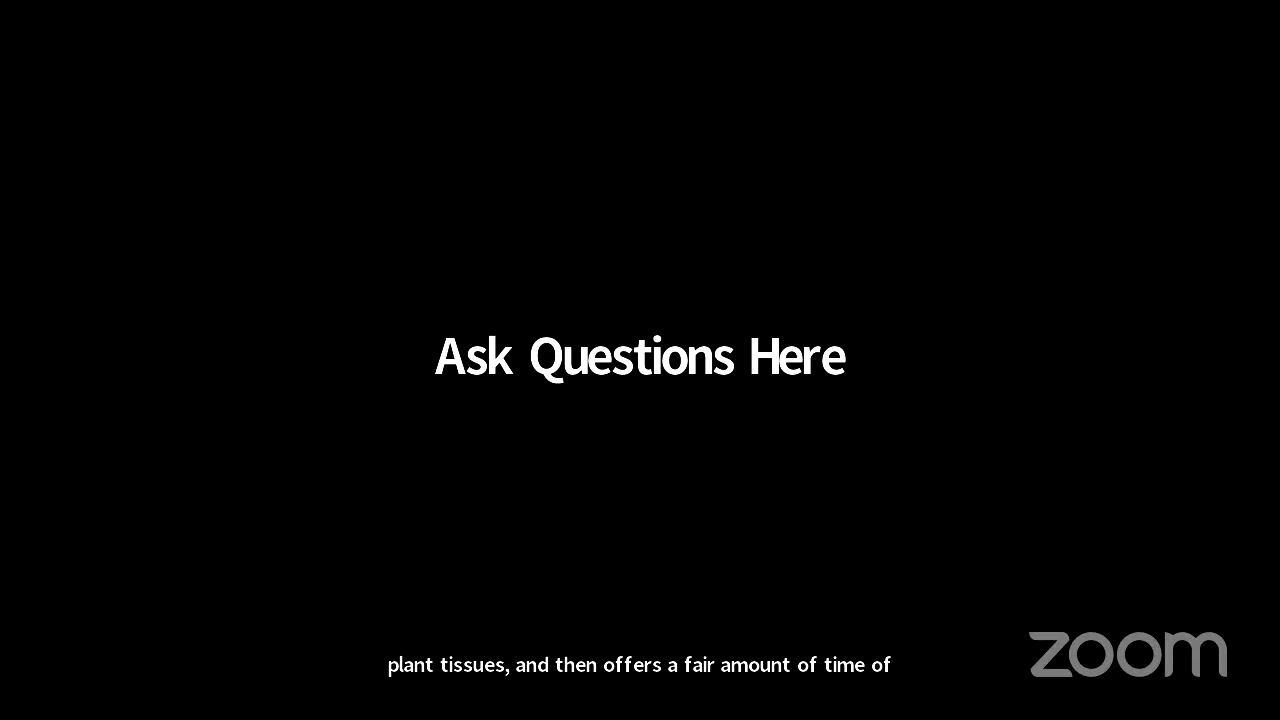 Ask Questions Here
plant tissues, and then offers a fair amount of time of
zoom